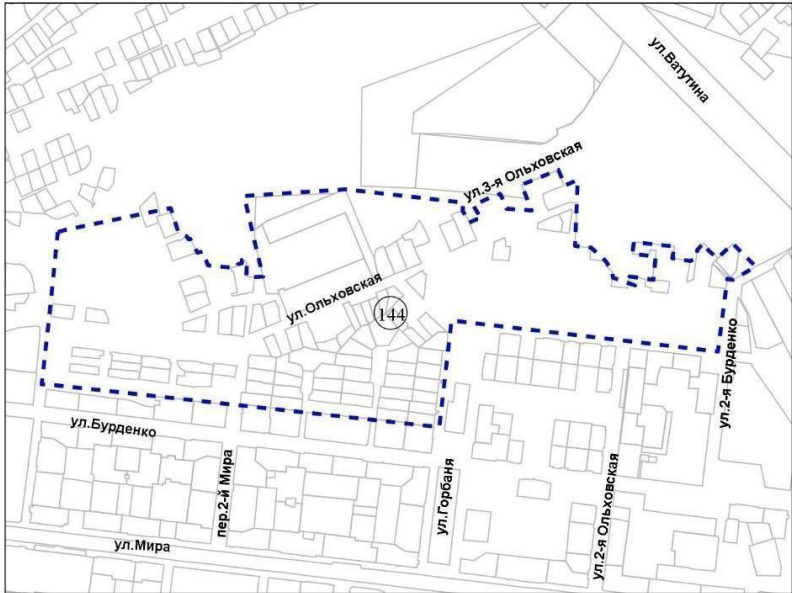 ул.Ватутина
ул.3-я Ольховская
ул.Ольховская
144
ул.2-я Бурденко
ул.Бурденко
пер.2-й Мира
ул.Горбаня
ул.2-я Ольховская
ул.Мира